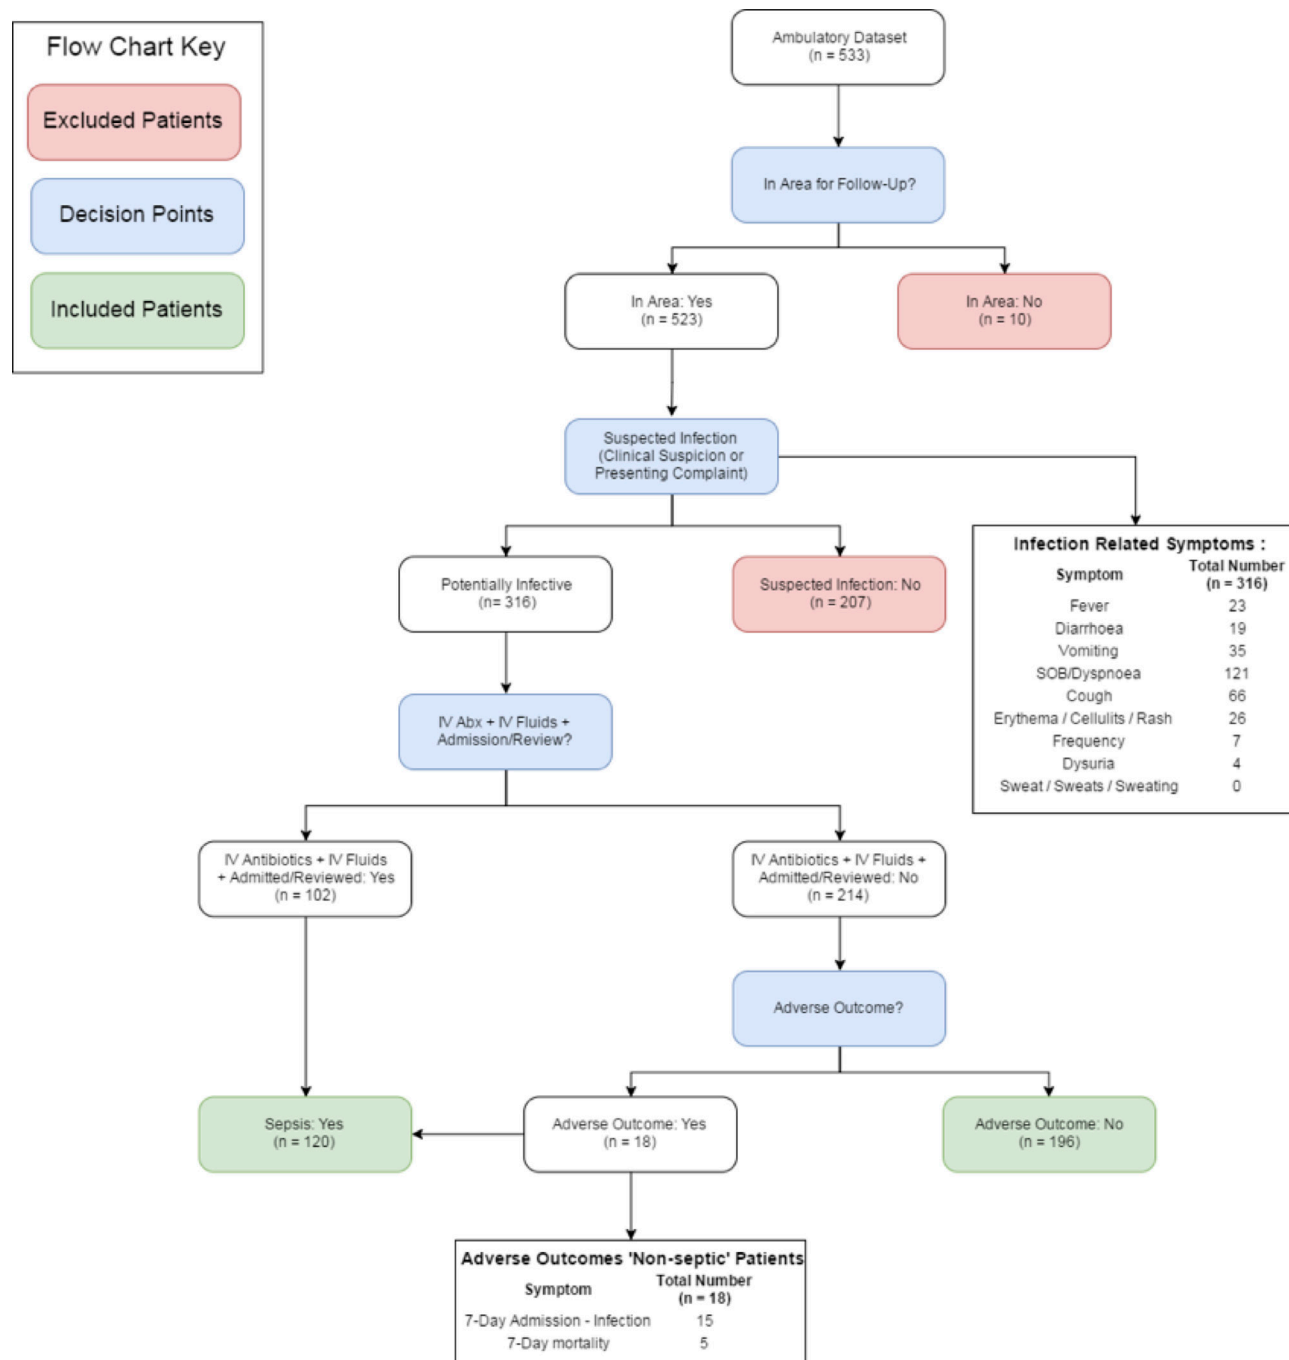 Flow Chart Key
Excluded Patients
Decision Points
Included Patients
Ambulatory Dataset
(n = 533)
In Area for Follow-Up?
In Area: Yes
(n = 523)
In Area: No
(n = 10)
Suspected Infection
(Clinical Suspicion or
Presenting Complaint)
Potentially Infective
(n= 316)
Suspected Infection: No
(n = 207)
Infection Related Symptoms :
Symptom Total Number
(n = 316)
Fever 23
Diarrhoea 19
Vomiting 35
SOB/Dyspnoea 121
Cough 66
Erythema / Cellulits / Rash 26
Frequency 7
Dysuria 4
Sweat / Sweats / Sweating 0
IV Abx + IV Fluids +
Admission/Review?
IV Antibiotics + IV Fluids
+ Admitted/Reviewed: Yes
(n = 102)
IV Antibiotics + IV Fluids +
Admitted/Reviewed: No
(n = 214)
Adverse Outcome?
Sepsis: Yes
(n = 120)
Adverse Outcome: Yes
(n = 18)
Adverse Outcome: No
(n = 196)
Adverse Outcomes 'Non-septic' Patients
Symptom Total Number
(n = 18)
7-Day Admission - Infection 15
7-Day mortality 5